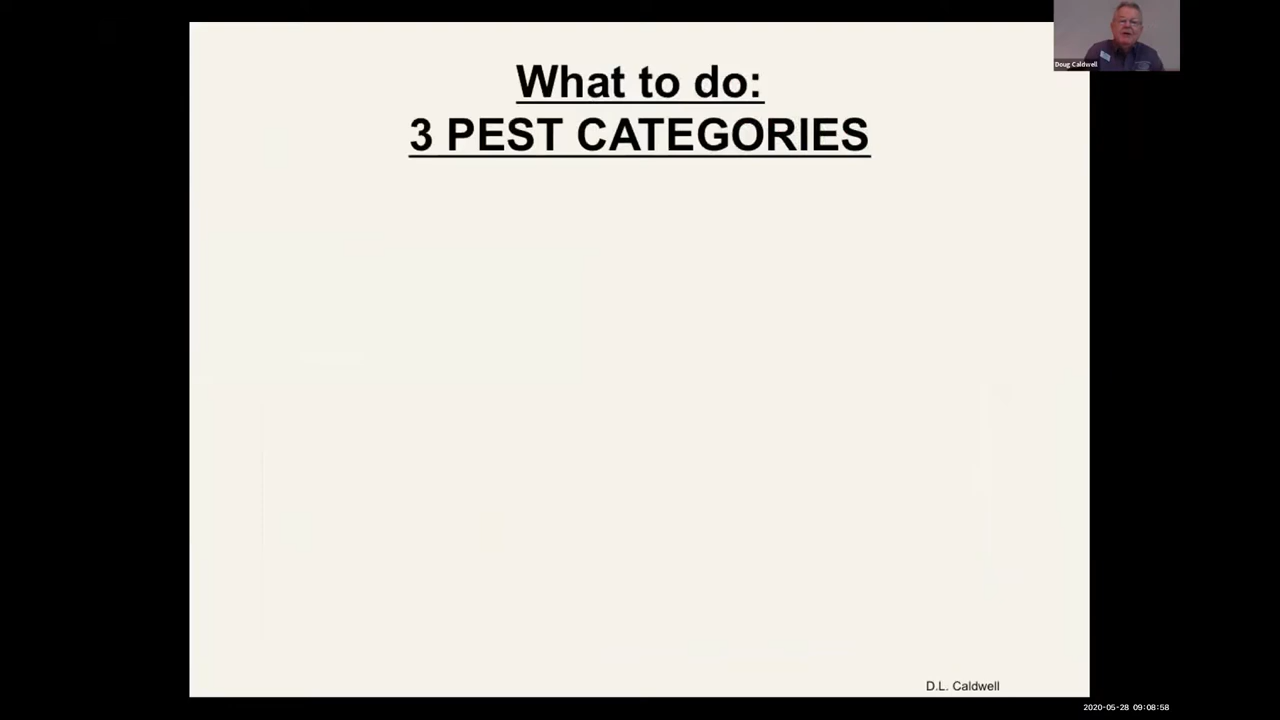 What to do:
3 PEST CATEGORIES
Doug Caldwell
D.L. Caldwell
2020-05-28 09:08:58